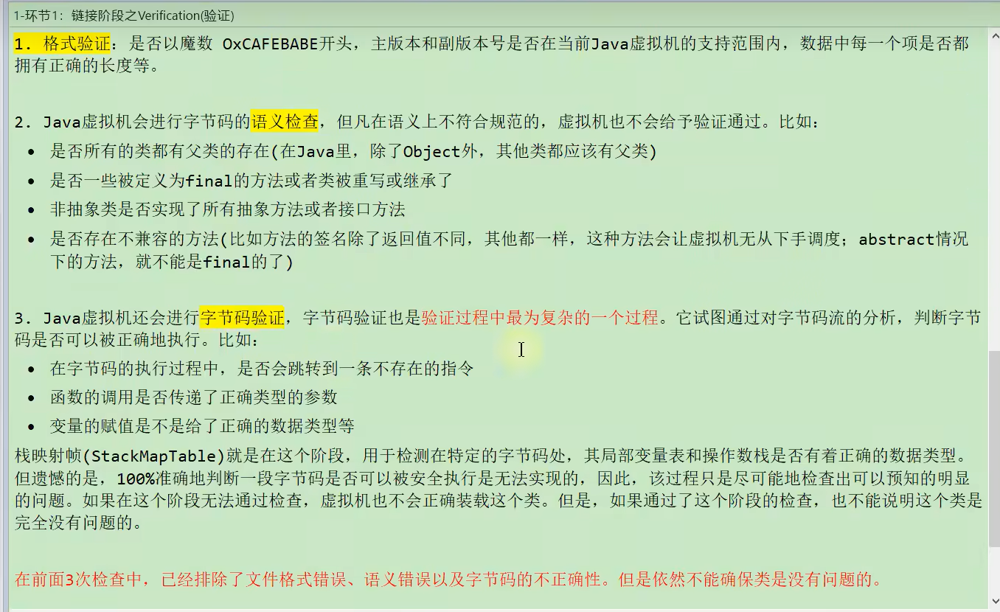 1-环节1：链接阶段之Verification(验证)
1. 格式验证：是否以魔数 OxCAFEBABE开头，主版本和副版本号是否在当前Java虚拟机的支持范围内，数据中每一个项是否都
拥有正确的长度等。
2. Java虚拟机会进行字节码的语义检查，但凡在语义上不符合规范的，虚拟机也不会给予验证通过。比如：
• 是否所有的类都有父类的存在(在Java里，除了Object外，其他类都应该有父类)
• 是否一些被定义为final的方法或者类被重写或继承了
• 非抽象类是否实现了所有抽象方法或者接口方法
• 是否存在不兼容的方法(比如方法的签名除了返回值不同，其他都一样，这种方法会让虚拟机无从下手调度；abstract情况
下的方法，就不能是final的了)
3. Java虚拟机还会进行字节码验证，字节码验证也是验证过程中最为复杂的一个过程。它试图通过对字节码流的分析，判断字节
码是否可以被正确地执行。比如：
• 在字节码的执行过程中，是否会跳转到一条不存在的指令
• 函数的调用是否传递了正确类型的参数
• 变量的赋值是不是给了正确的数据类型等
栈映射帧(StackMapTable)就是在这个阶段，用于检测在特定的字节码处，其局部变量表和操作数栈是否有着正确的数据类型。
但遗憾的是，100%准确地判断一段字节码是否可以被安全执行是无法实现的，因此，该过程只是尽可能地检查出可以预知的明显
的问题。如果在这个阶段无法通过检查，虚拟机也不会正确装载这个类。但是，如果通过了这个阶段的检查，也不能说明这个类是
完全没有问题的。
在前面3次检查中，已经排除了文件格式错误、语义错误以及字节码的不正确性。但是依然不能确保类是没有问题的。